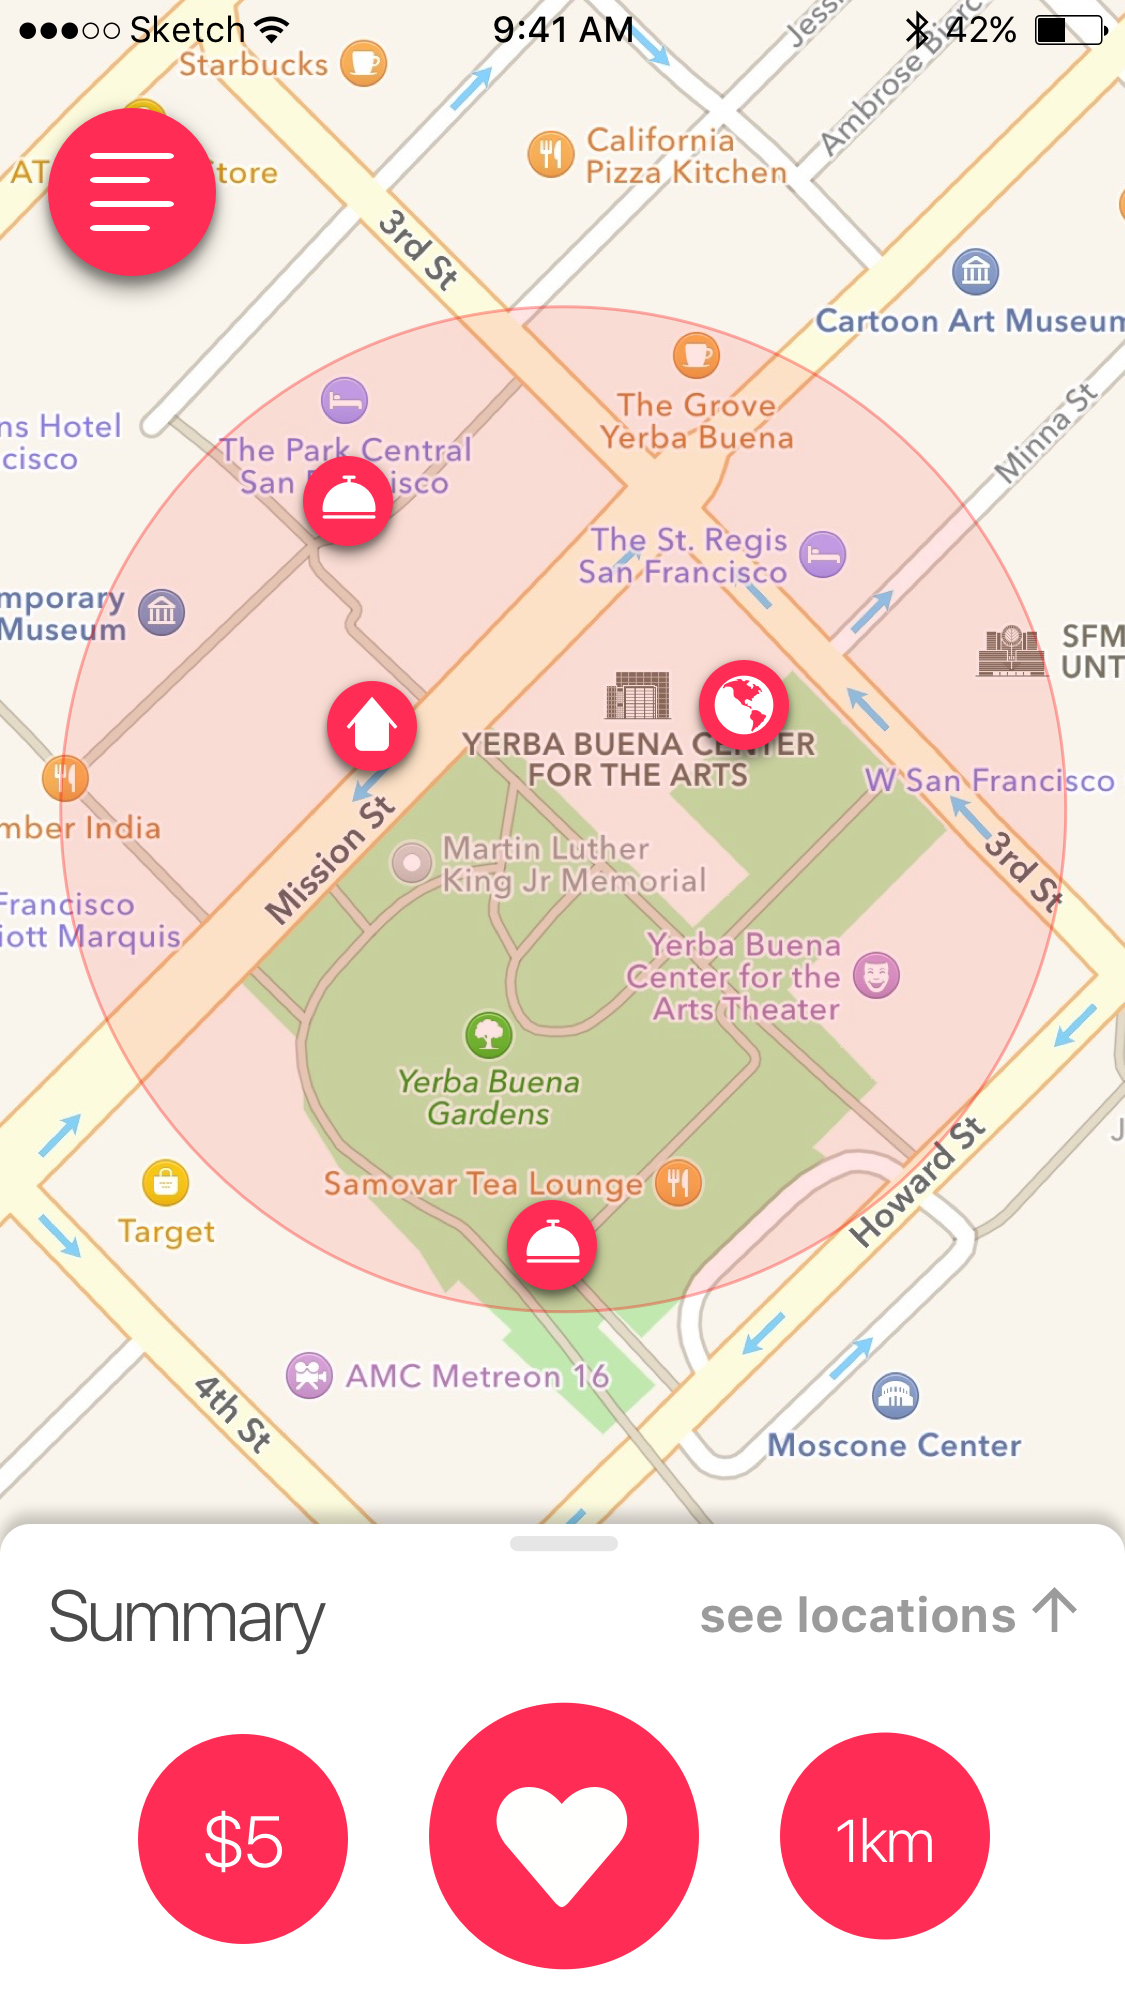 Sketch 9:41 AM 42%
Starbucks
Jess
Ambrose Bierc
California
Pizza Kitchen
AT
tore
3rd St
Cartoon Art Museum
The Grove
Yerba Buena
Minna St
ns Hotel
cisco
The Park Central
San
isco
The St. Regis
San Francisco
mporary
Museum
SFM
UNT
YERBA BUENA CENTER
FOR THE ARTS
W San Francisco
mber India
Mission St
Martin Luther
King Jr Memorial
3rd St
Francisco
iott Marquis
Yerba Buena
Center for the
Arts Theater
Yerba Buena
Gardens
J
Howard St
Samovar Tea Lounge
Target
AMC Metreon 16
4th St
Moscone Center
Summary
see locations
$5
1km